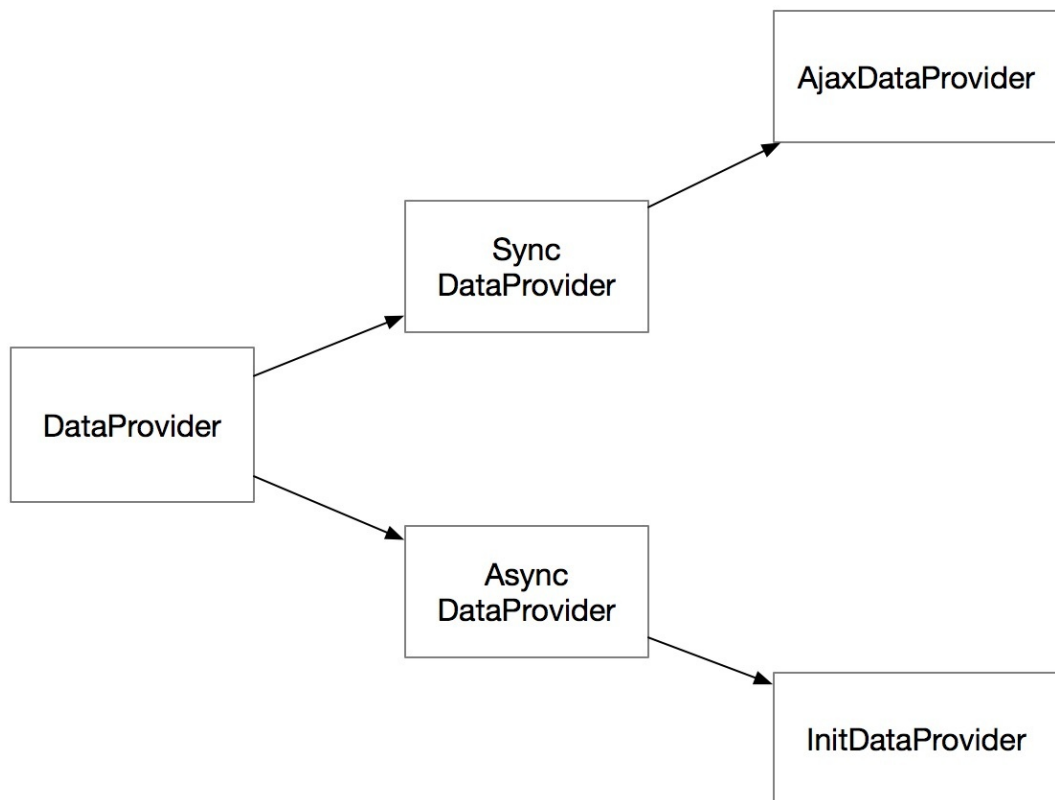 AjaxDataProvider
Sync
DataProvider
DataProvider
Async
DataProvider
InitDataProvider